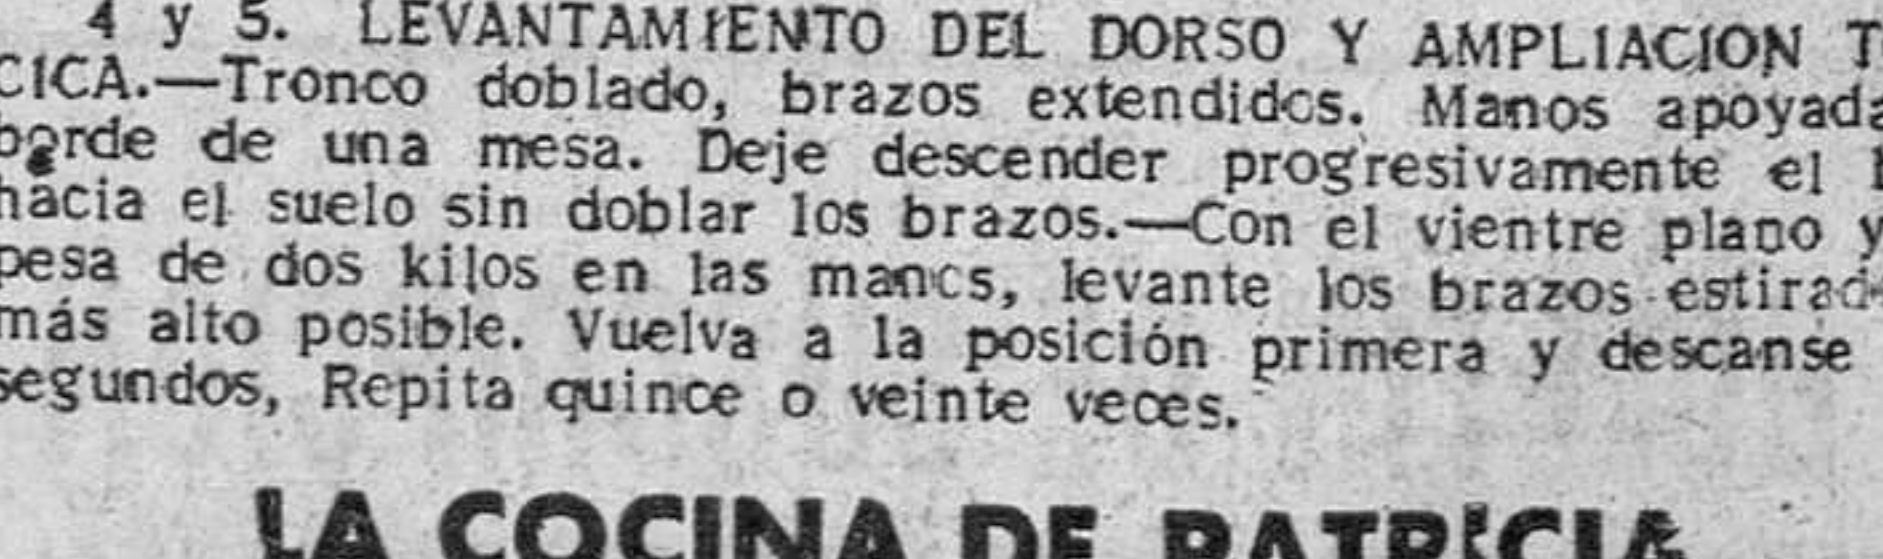 4 y 5. LEVANTAMIENTO DEL DORSO Y AMPLIACION
CICA.—Tronco doblado, brazos extendidos. Manos apoyada
borde de una mesa. Deje descender progresivamente el
hacia el suelo sin doblar los brazos.—Con el vientre plano y
pesa de dos kilos en las manos, levante los brazos estirad
más alto posible. Vuelva a la posición primera y descanse
segundos, Repita quince o veinte veces.
LA COCINA DE PATRICIA